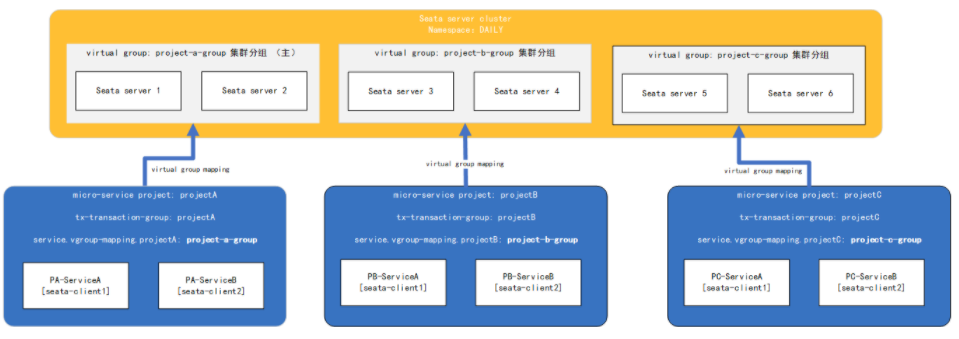 Seata server cluster
Namespace: DAILY
virtual group: project-a-group 集群分组 （主）
virtual group: project-b-group 集群分组
virtual group: project-c-group 集群分组
Seata server 1
Seata server 2
Seata server 3
Seata server 4
Seata server 5
Seata server 6
virtual group mapping
virtual group mapping
virtual group mapping
micro-service project: projectA
tx-transaction-group: projectA
service.vgroup-mapping.projectA: project-a-group
PA-ServiceA
[seata-client1]
PA-ServiceB
[seata-client2]
micro-service project: projectB
tx-transaction-group: projectB
service.vgroup-mapping.projectB: project-b-group
PB-ServiceA
[seata-client1]
PB-ServiceB
[seata-client2]
micro-service project: projectC
tx-transaction-group: projectC
service.vgroup-mapping.projectC: project-c-group
PC-ServiceA
[seata-client1]
PC-ServiceB
[seata-client2]